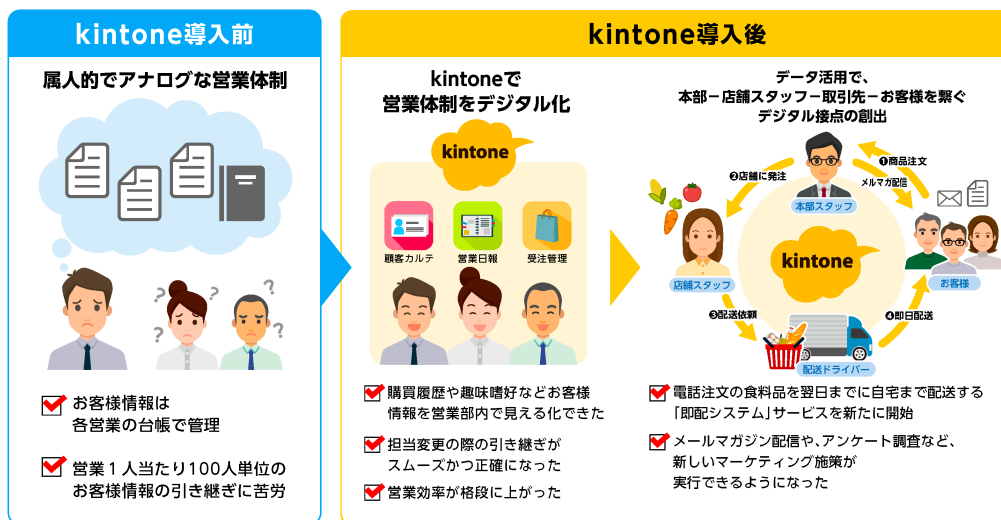 kintone導入前
属人的でアナログな営業体制
? ? ? ?
お客様情報は
各営業の台帳で管理
営業1人当たり100人単位の
お客様情報の引き継ぎに苦労
kintone導入後
kintoneで
営業体制をデジタル化
kintone
顧客カルテ
営業日報
受注管理
購買履歴や趣味嗜好などお客様
情報を営業部内で見える化できた
担当変更の際の引き継ぎが
スムーズかつ正確になった
営業効率が格段に上がった
データ活用で、
本部－店舗スタッフ－取引先－お客様を繋ぐ
デジタル接点の創出
❶商品注文
メルマガ配信
❷店舗に発注
本部スタッフ
kintone
店舗スタッフ
お客様
❸配送依頼
❹即日配送
配送ドライバー
電話注文の食料品を翌日までに自宅まで配送する
「即配システム」サービスを新たに開始
メールマガジン配信や、アンケート調査など、
新しいマーケティング施策が
実行できるようになった